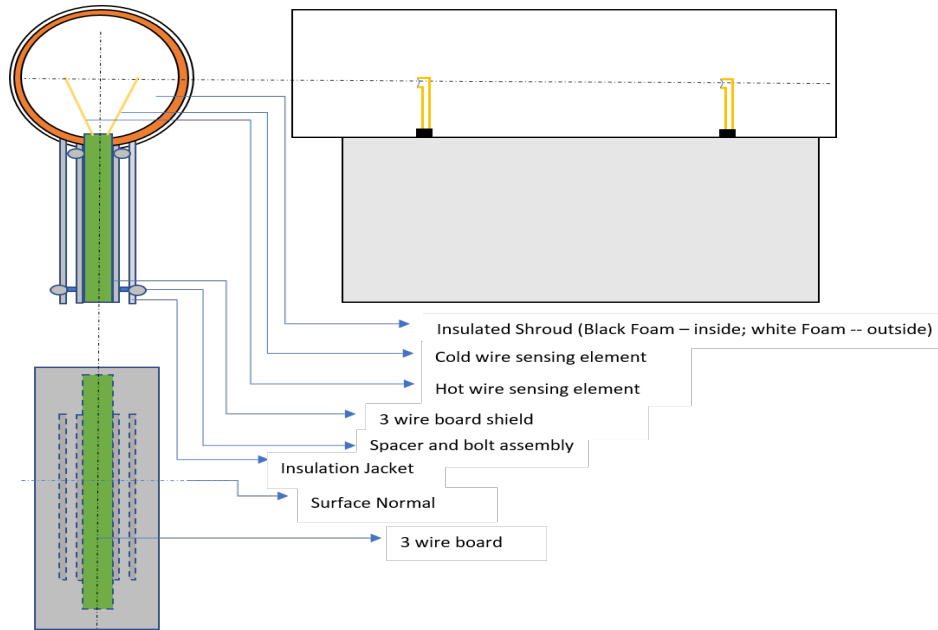 Insulated Shroud (Black Foam – inside; white Foam -- outside)
Cold wire sensing element
Hot wire sensing element
3 wire board shield
Spacer and bolt assembly
Insulation Jacket
Surface Normal
3 wire board